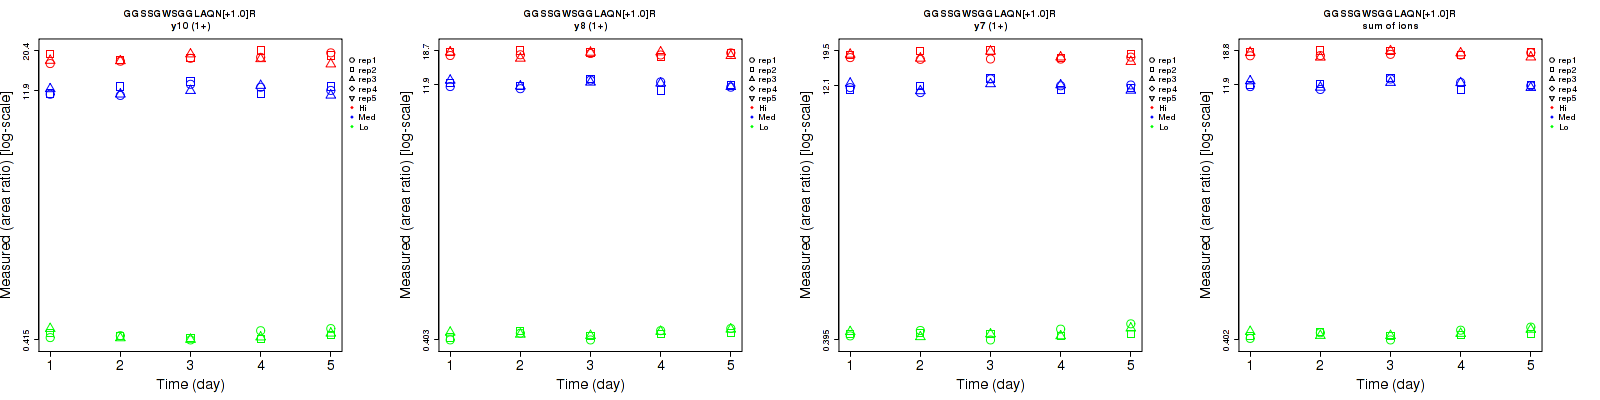 GGSSGWSGGLAQN[+1.0]R
y10 (1+)
Measured (area ratio) [log-scale]
20.4
11.9
0.415
1 2 3 4 5
Time (day)
rep1
rep2
rep3
rep4
rep5
Hi
Med
Lo
GGSSGWSGGLAQN[+1.0]R
y8 (1+)
Measured (area ratio) [log-scale]
18.7
11.9
0.403
1 2 3 4 5
Time (day)
rep1
rep2
rep3
rep4
rep5
Hi
Med
Lo
GGSSGWSGGLAQN[+1.0]R
y7 (1+)
Measured (area ratio) [log-scale]
19.5
12.1
0.395
1 2 3 4 5
Time (day)
rep1
rep2
rep3
rep4
rep5
Hi
Med
Lo
GGSSGWSGGLAQN[+1.0]R
sum of ions
Measured (area ratio) [log-scale]
18.8
11.9
0.402
1 2 3 4 5
Time (day)
rep1
rep2
rep3
rep4
rep5
Hi
Med
Lo